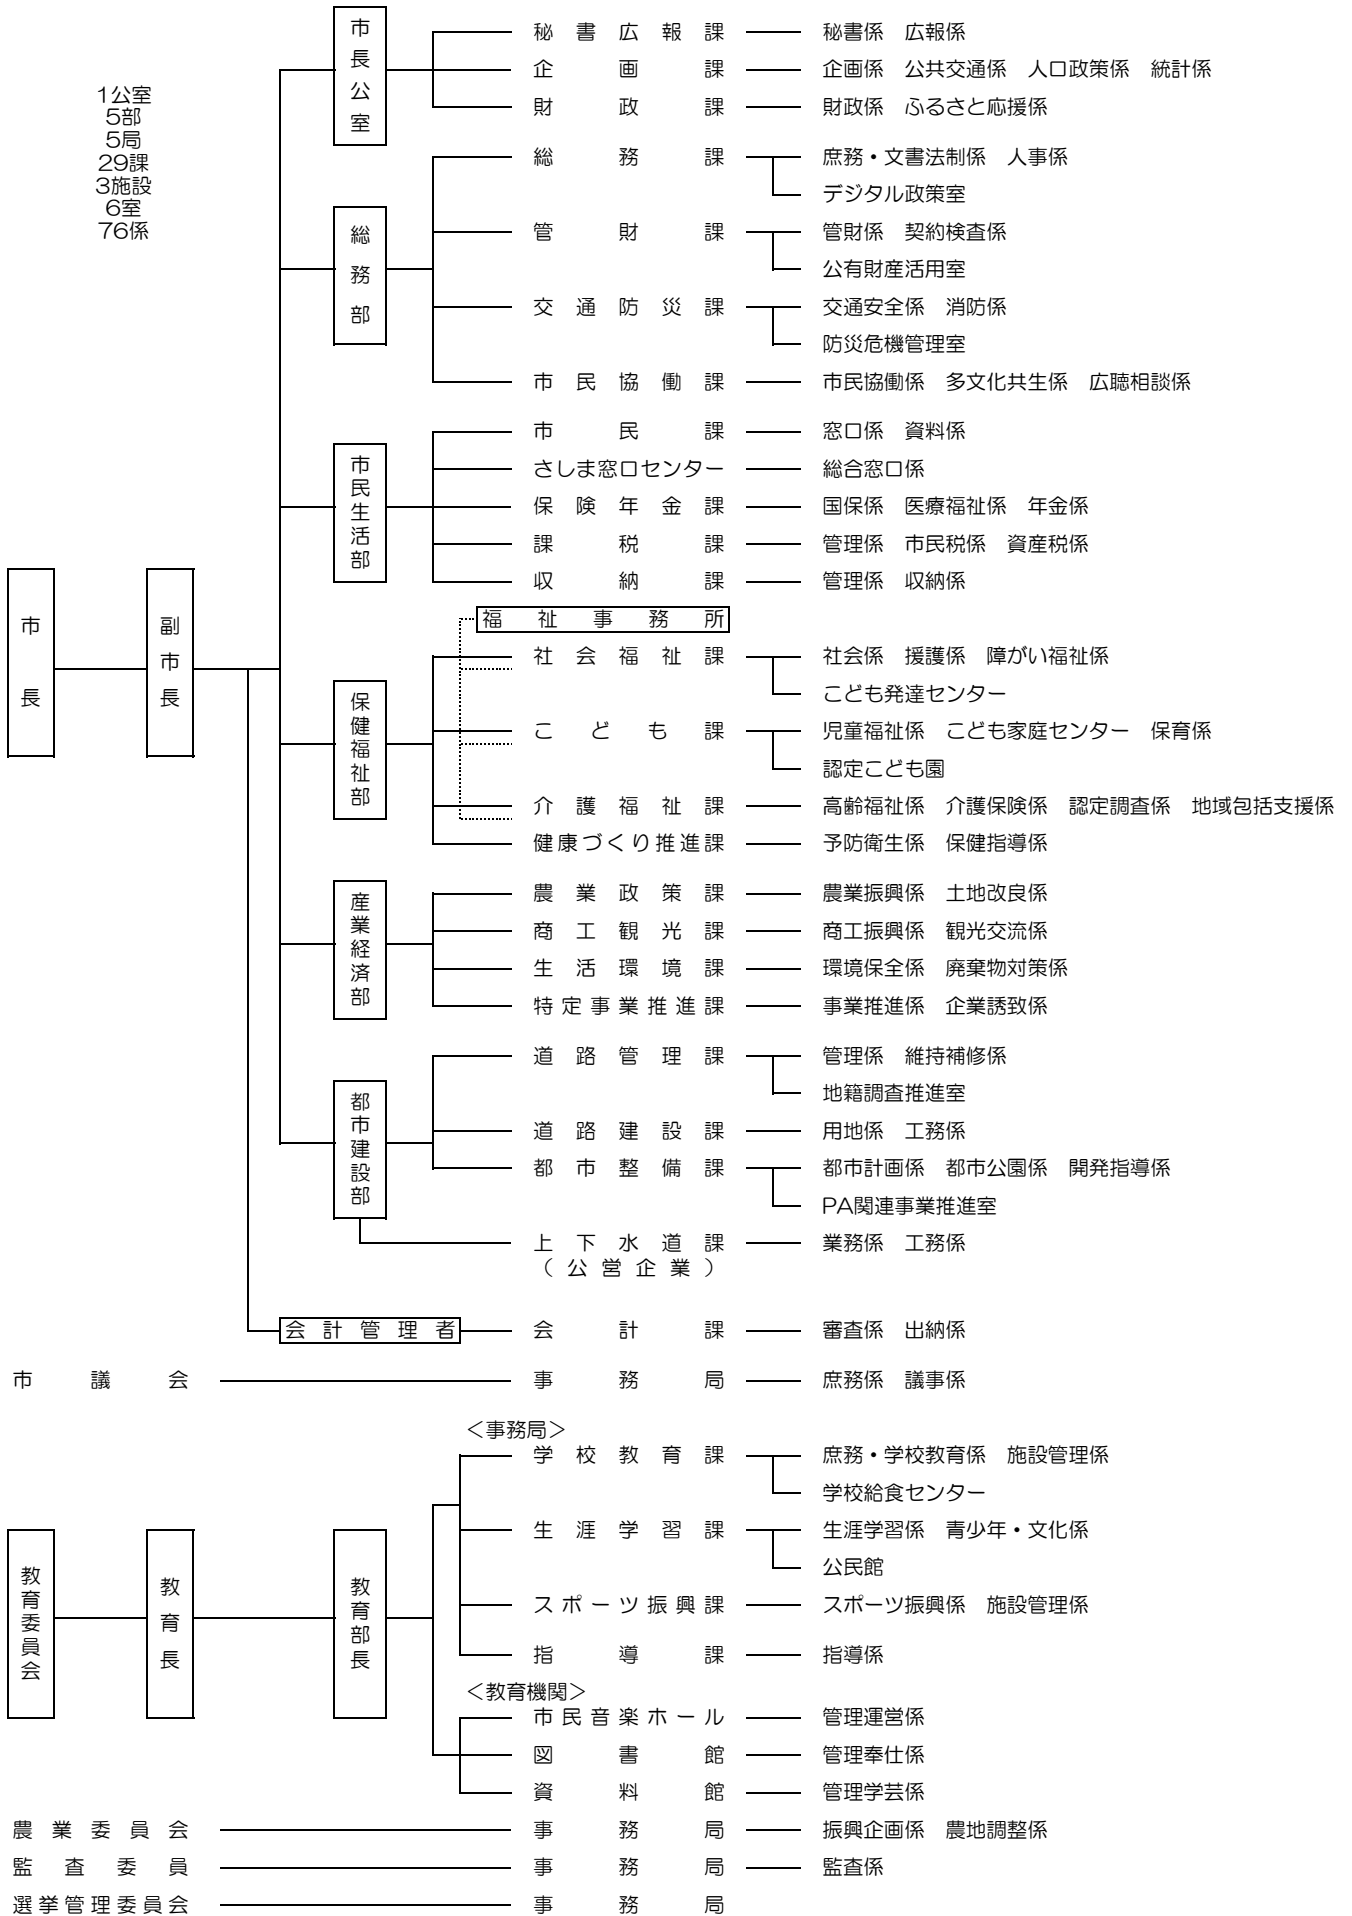 1公室
5部
5局
29課
3施設
6室
76係
市長
副市長
市長公室
秘書広報課 秘書係 広報係
企画課 企画係 公共交通係 人口政策係 統計係
財政課 財政係 ふるさと応援係
総務部
総務課 庶務・文書法制係 人事係
デジタル政策室
管財課 管財係 契約検査係
公有財産活用室
交通防災課 交通安全係 消防係
防災危機管理室
市民協働課 市民協働係 多文化共生係 広聴相談係
市民生活部
市民課 窓口係 資料係
さしま窓口センター 総合窓口係
保険年金課 国保係 医療福祉係 年金係
課税課 管理係 市民税係 資産税係
収納課 管理係 収納係
保健福祉部
福祉事務所
社会福祉課 社会係 援護係 障がい福祉係
こども発達センター
こども課 児童福祉係 こども家庭センター 保育係
認定こども園
介護福祉課 高齢福祉係 介護保険係 認定調査係 地域包括支援係
健康づくり推進課 予防衛生係 保健指導係
産業経済部
農業政策課 農業振興係 土地改良係
商工観光課 商工振興係 観光交流係
生活環境課 環境保全係 廃棄物対策係
特定事業推進課 事業推進係 企業誘致係
都市建設部
道路管理課 管理係 維持補修係
地籍調査推進室
道路建設課 用地係 工務係
都市整備課 都市計画係 都市公園係 開発指導係
PA関連事業推進室
上下水道課 業務係 工務係
（公営企業）
会計管理者 会計課 審査係 出納係
市議会 事務局 庶務係 議事係
教育委員会
教育長
教育部長
＜事務局＞
学校教育課 庶務・学校教育係 施設管理係
学校給食センター
生涯学習課 生涯学習係 青少年・文化係
公民館
スポーツ振興課 スポーツ振興係 施設管理係
指導課 指導係
＜教育機関＞
市民音楽ホール 管理運営係
図書館 管理奉仕係
資料館 管理学芸係
農業委員会 事務局 振興企画係 農地調整係
監査委員 事務局 監査係
選挙管理委員会 事務局